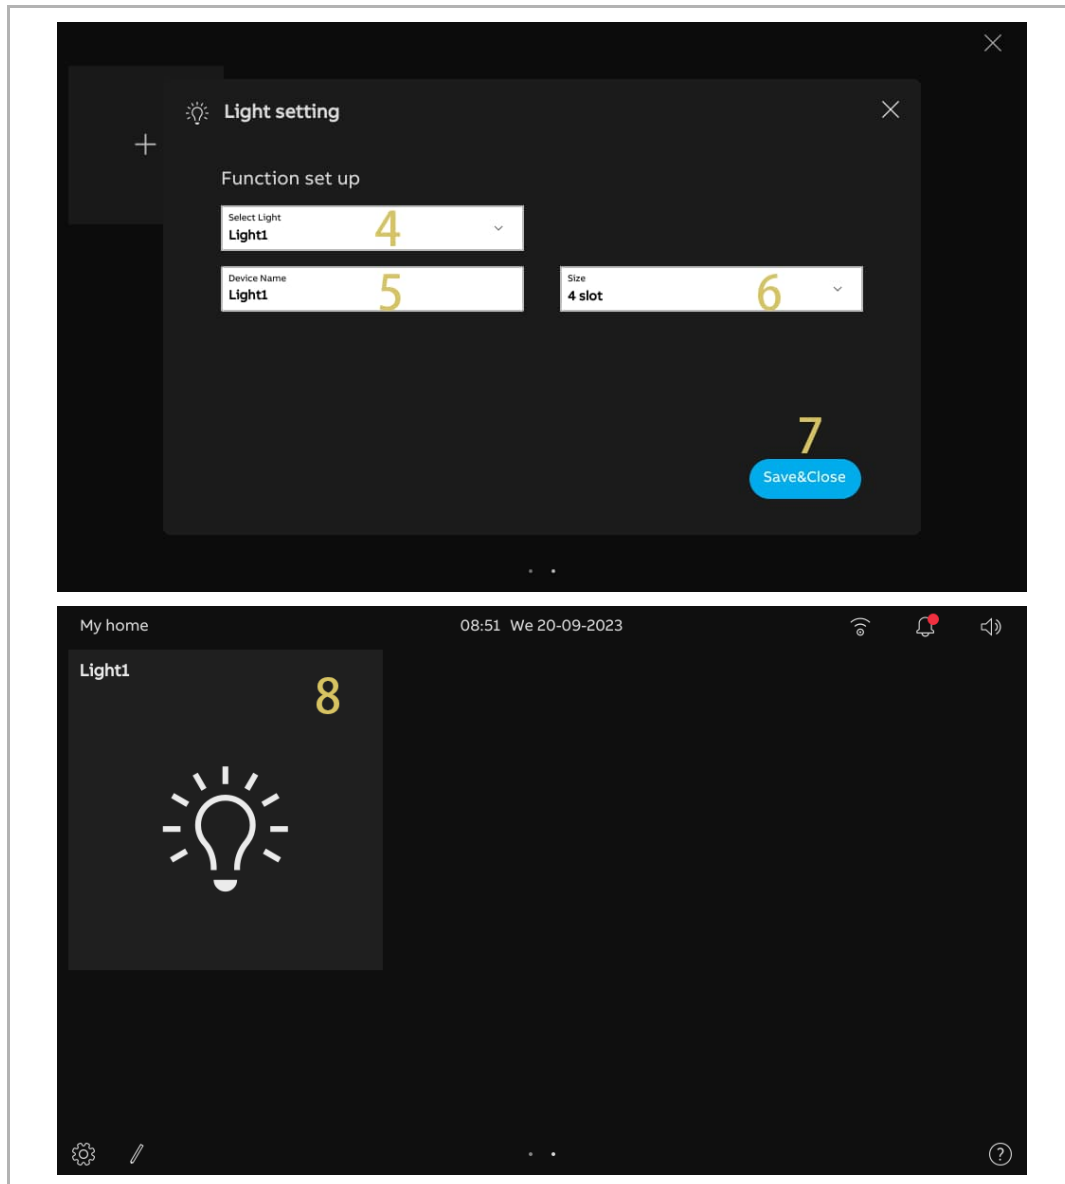 Light setting
Function set up
Select Light
Light1
4
Device Name
Light1
5
Size
4 slot
6
7
Save&Close
My home 08:51 We 20-09-2023
Light1
8
?